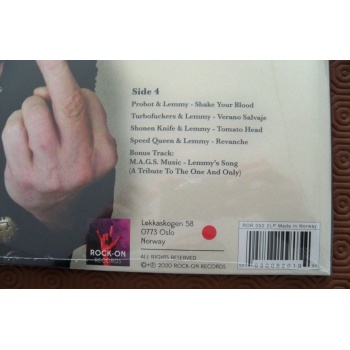 Side 4
Probot & Lemmy - Shake Your Blood
Turbofuckers & Lemmy - Verano Salvaje
Shonen Knife & Lemmy - Tomato Head
Speed Queen & Lemmy - Revanche
Bonus Track:
M.A.G.S. Music - Lemmy's Song
(A Tribute To The One And Only)
ROCK-ON
RECORDS
Løkkaskogen 58
0773 Oslo
Norway
ALL RIGHTS RESERVED
©+℗ 2020 ROCK-ON RECORDS
2LP Made in Norway